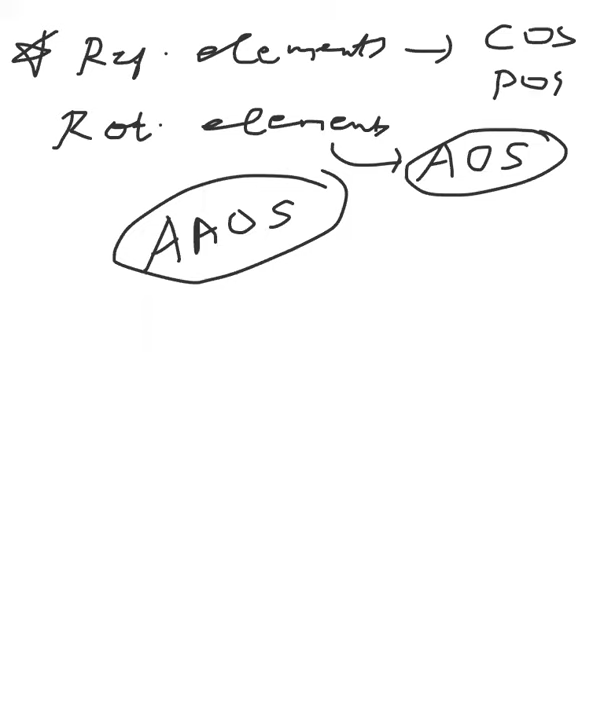 ☆ Ref. elements → COS
POS
Rot. elements
AOS
AAOS